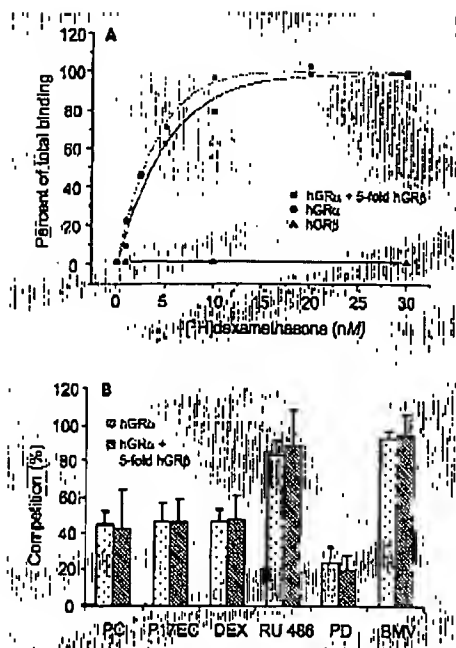 A
120
100
80
60
40
20
0
Percent of total binding
hGRα + 5-fold hGRβ
hGRα
hGRβ
0 5 10 15 20 25 30
[³H]dexamethasone (nM)
B
120
100
80
60
40
20
0
Competition (%)
hGRα
hGRα +
5-fold hGRβ
PC P17EC DEX RU 486 PD BMV